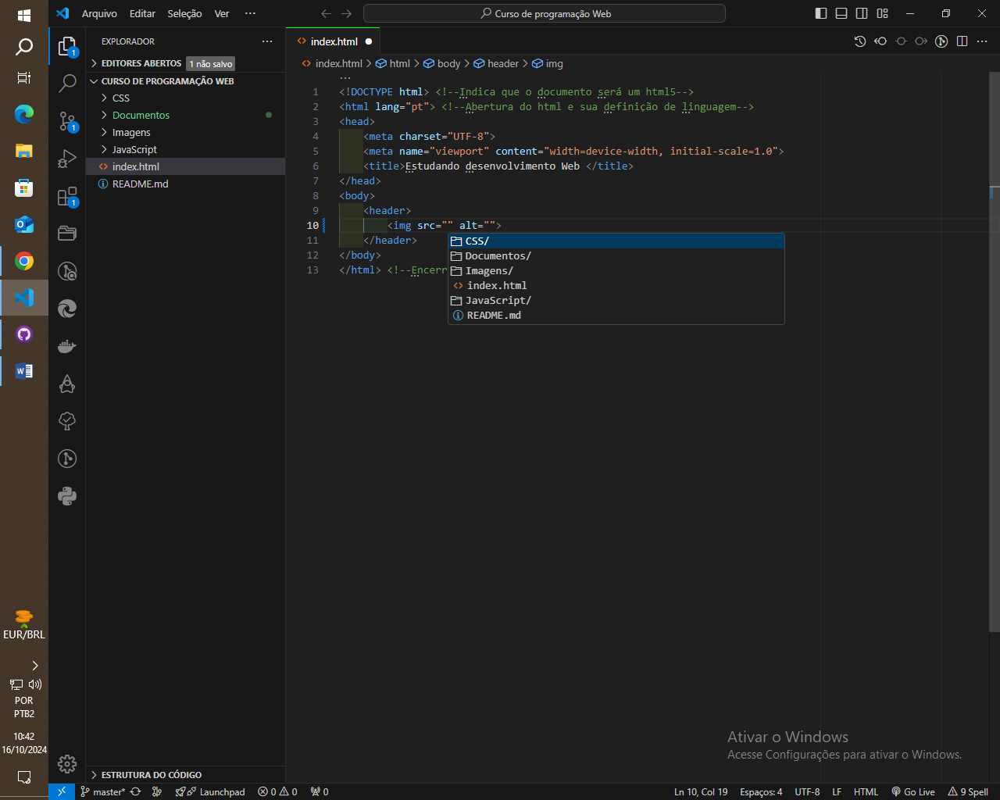 Arquivo Editar Seleção Ver ···
Curso de programação Web
EXPLORADOR ···
EDITORES ABERTOS 1 não salvo
CURSO DE PROGRAMAÇÃO WEB
CSS
Documentos
Imagens
JavaScript
index.html
README.md
ESTRUTURA DO CÓDIGO
index.html
index.html > html > body > header > img
···
1 <!DOCTYPE html> <!--Indica que o documento será um html5-->
2 <html lang="pt"> <!--Abertura do html e sua definição de linguagem-->
3 <head>
4 <meta charset="UTF-8">
5 <meta name="viewport" content="width=device-width, initial-scale=1.0">
6 <title>Estudando desenvolvimento Web </title>
7 </head>
8 <body>
9 <header>
10 <img src="" alt="">
11 </header>
12 </body>
13 </html> <!--Encerr
CSS/
Documentos/
Imagens/
index.html
JavaScript/
README.md
1
1
1
W
EUR/BRL
POR
PTB2
10:42
16/10/2024
Ativar o Windows
Acesse Configurações para ativar o Windows.
master* Launchpad 0 0 0 Ln 10, Col 19 Espaços: 4 UTF-8 LF HTML Go Live 9 Spell